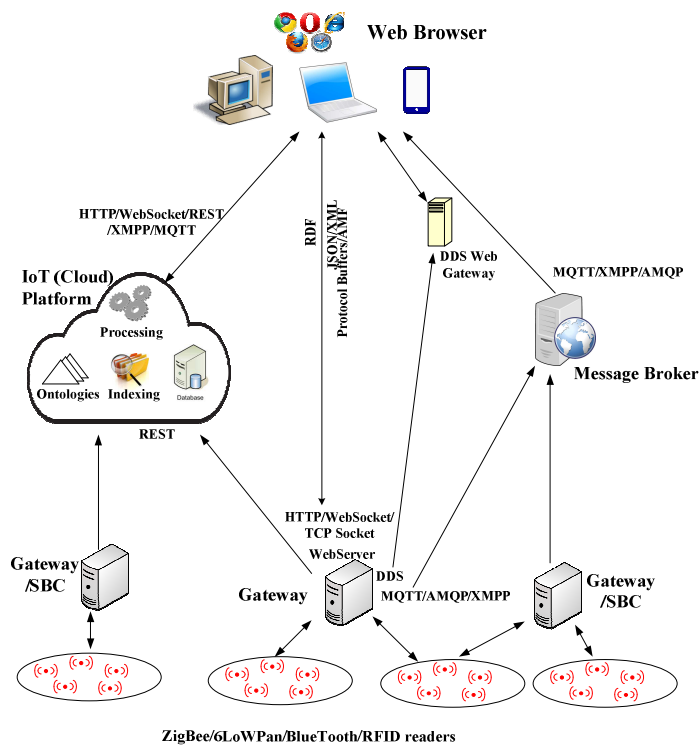 Web Browser
HTTP/WebSocket/REST
/XMPP/MQTT
RDF
JSON/XML
Protocol Buffers/AMF
DDS Web
Gateway
MQTT/XMPP/AMQP
IoT (Cloud)
Platform
Processing
Ontologies
Indexing
Database
REST
Message Broker
HTTP/WebSocket/
TCP Socket
WebServer
Gateway
/SBC
Gateway
DDS
MQTT/AMQP/XMPP
Gateway
/SBC
ZigBee/6LoWPan/BlueTooth/RFID readers